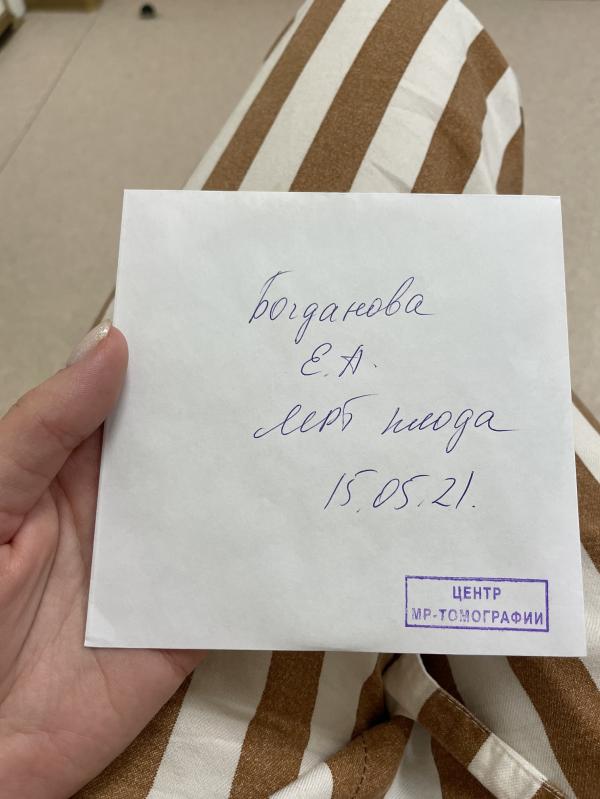 Богданова
Е.А.
МРТ плода
15.05.21.
ЦЕНТР
МР-ТОМОГРАФИИ